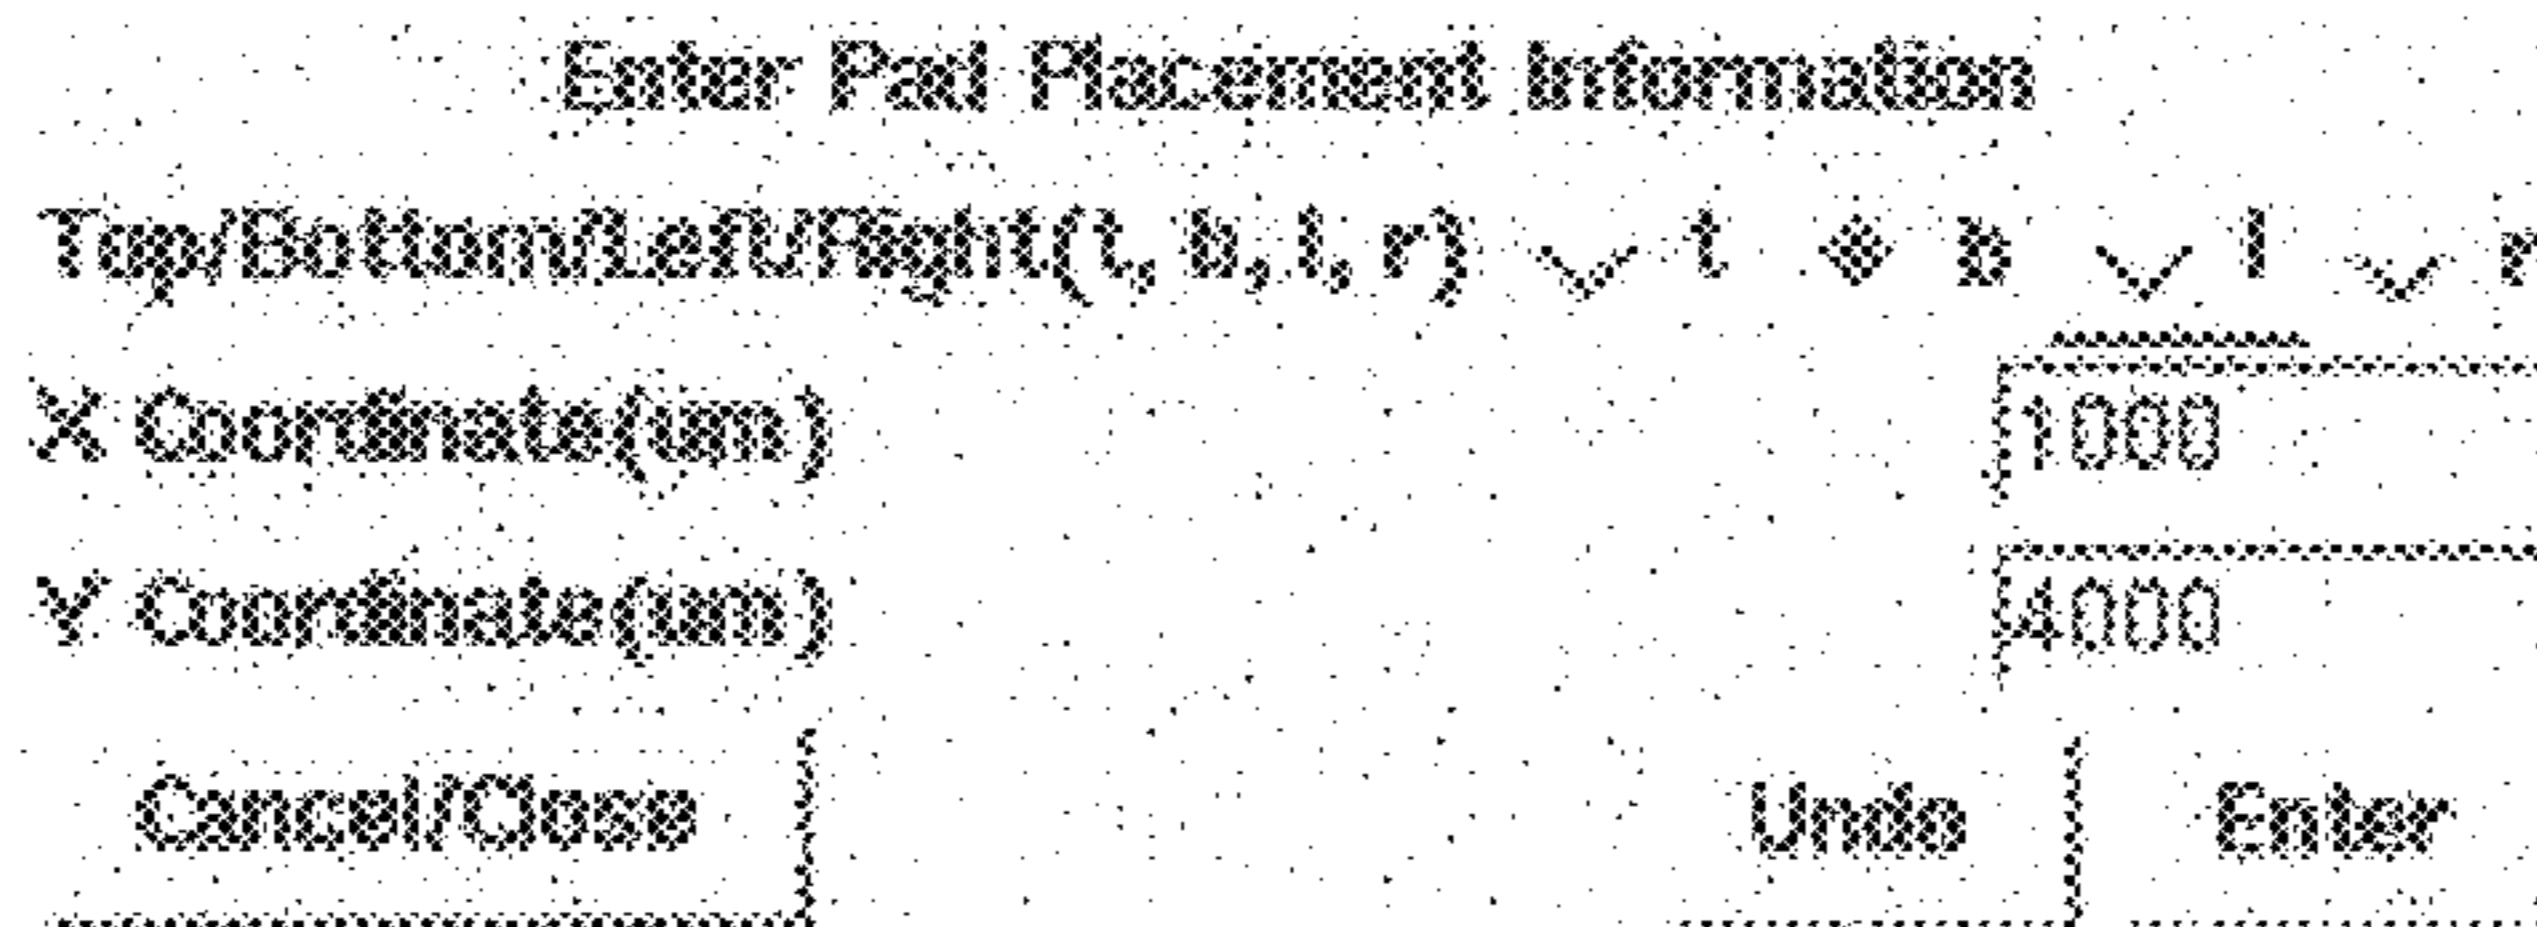 Enter Pad Placement Information
Top/Bottom/Left/Right(t, b, l, r) t b l r
X Coordinate(um) 1000
Y Coordinate(um) 4000
Cancel/Close Undo Enter